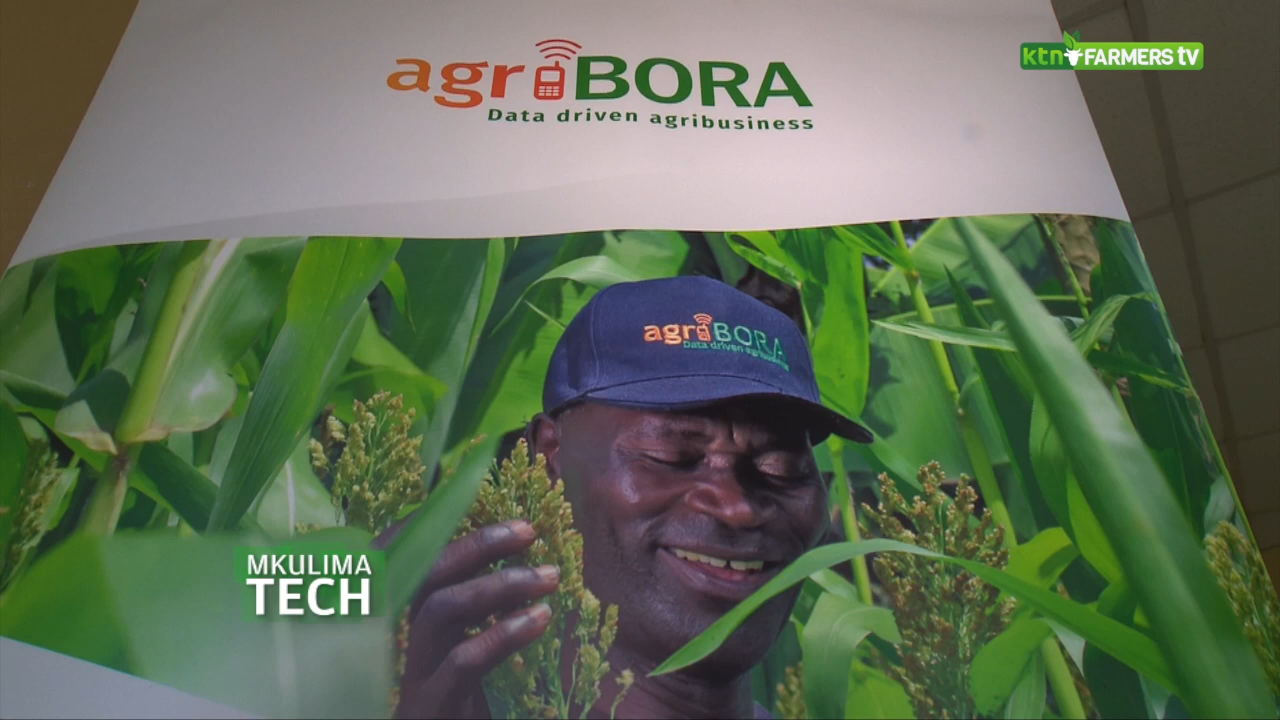 agriBORA
Data driven agribusiness
ktn FARMERS TV
agriBORA
Data driven agribusiness
MKULIMA
TECH